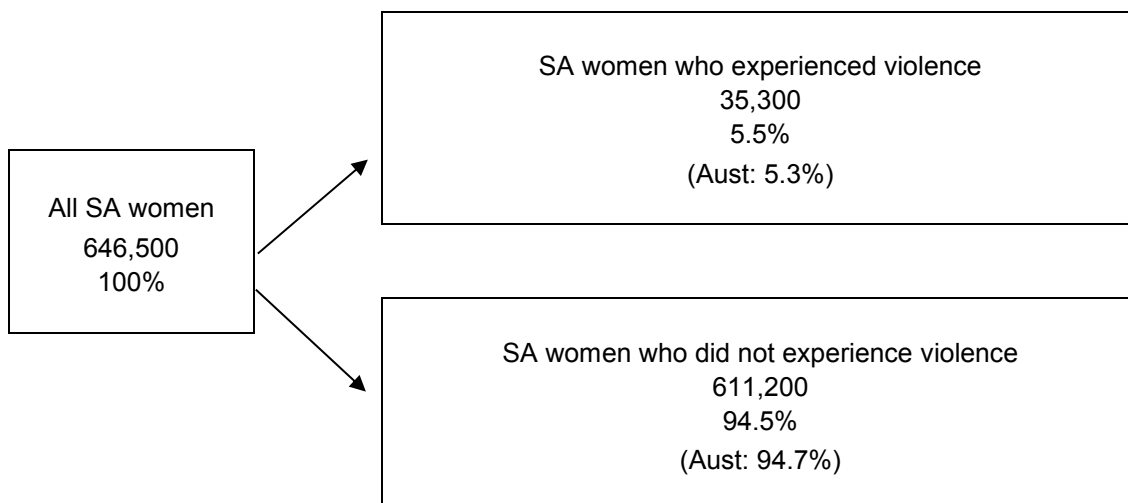 All SA women
646,500
100%
SA women who experienced violence
35,300
5.5%
(Aust: 5.3%)
SA women who did not experience violence
611,200
94.5%
(Aust: 94.7%)